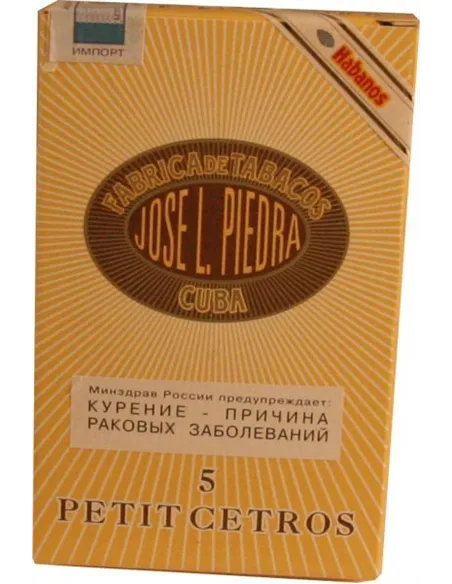 ИМПОРТ
Habanos
FABRICA DE TABACOS
JOSE L. PIEDRA
CUBA
Минздрав России предупреждает:
КУРЕНИЕ - ПРИЧИНА
РАКОВЫХ ЗАБОЛЕВАНИЙ
5
PETIT CETROS